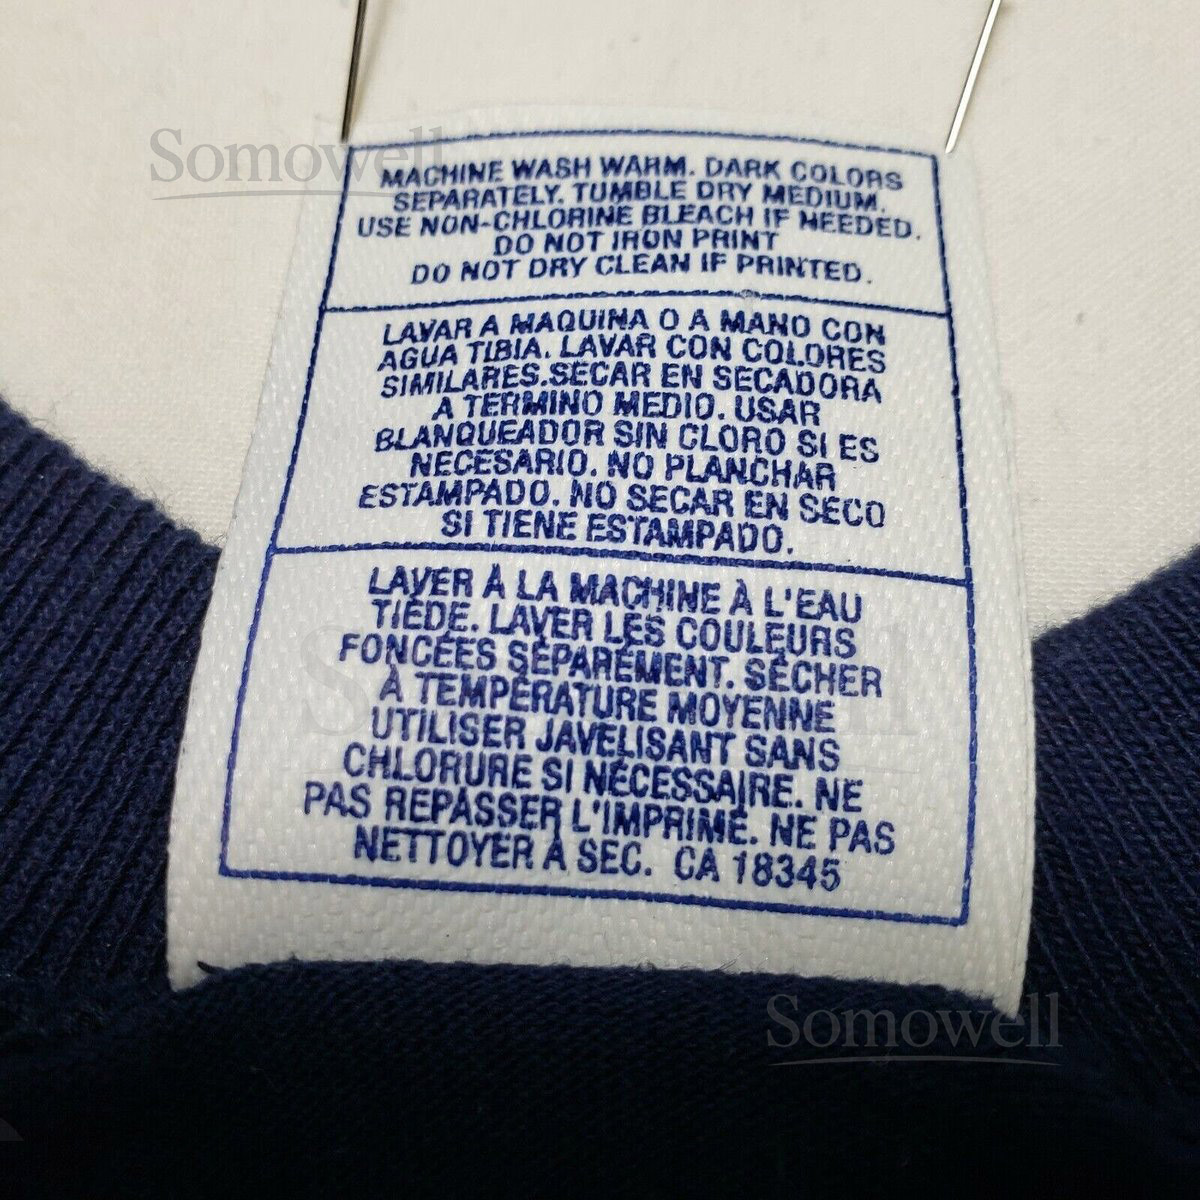 Somowell
MACHINE WASH WARM. DARK COLORS
SEPARATELY. TUMBLE DRY MEDIUM.
USE NON-CHLORINE BLEACH IF NEEDED.
DO NOT IRON PRINT
DO NOT DRY CLEAN IF PRINTED.
LAVAR A MAQUINA O A MANO CON
AGUA TIBIA. LAVAR CON COLORES
SIMILARES.SECAR EN SECADORA
A TERMINO MEDIO. USAR
BLANQUEADOR SIN CLORO SI ES
NECESARIO. NO PLANCHAR
ESTAMPADO. NO SECAR EN SECO
SI TIENE ESTAMPADO.
LAVER À LA MACHINE À L'EAU
TIÈDE. LAVER LES COULEURS
FONCÉES SÉPARÉMENT. SÉCHER
À TEMPÉRATURE MOYENNE
UTILISER JAVELISANT SANS
CHLORURE SI NÉCESSAIRE. NE
PAS REPASSER L'IMPRIMÉ. NE PAS
NETTOYER À SEC. CA 18345
Somowell